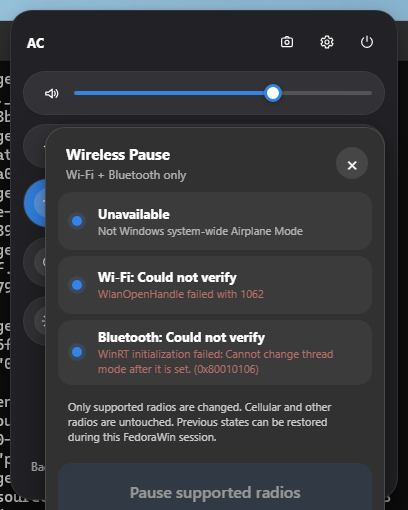 AC
Wireless Pause
Wi-Fi + Bluetooth only
Unavailable
Not Windows system-wide Airplane Mode
Wi-Fi: Could not verify
WlanOpenHandle failed with 1062
Bluetooth: Could not verify
WinRT initialization failed: Cannot change thread
mode after it is set. (0x80010106)
Only supported radios are changed. Cellular and other
radios are untouched. Previous states can be restored
during this FedoraWin session.
Pause supported radios